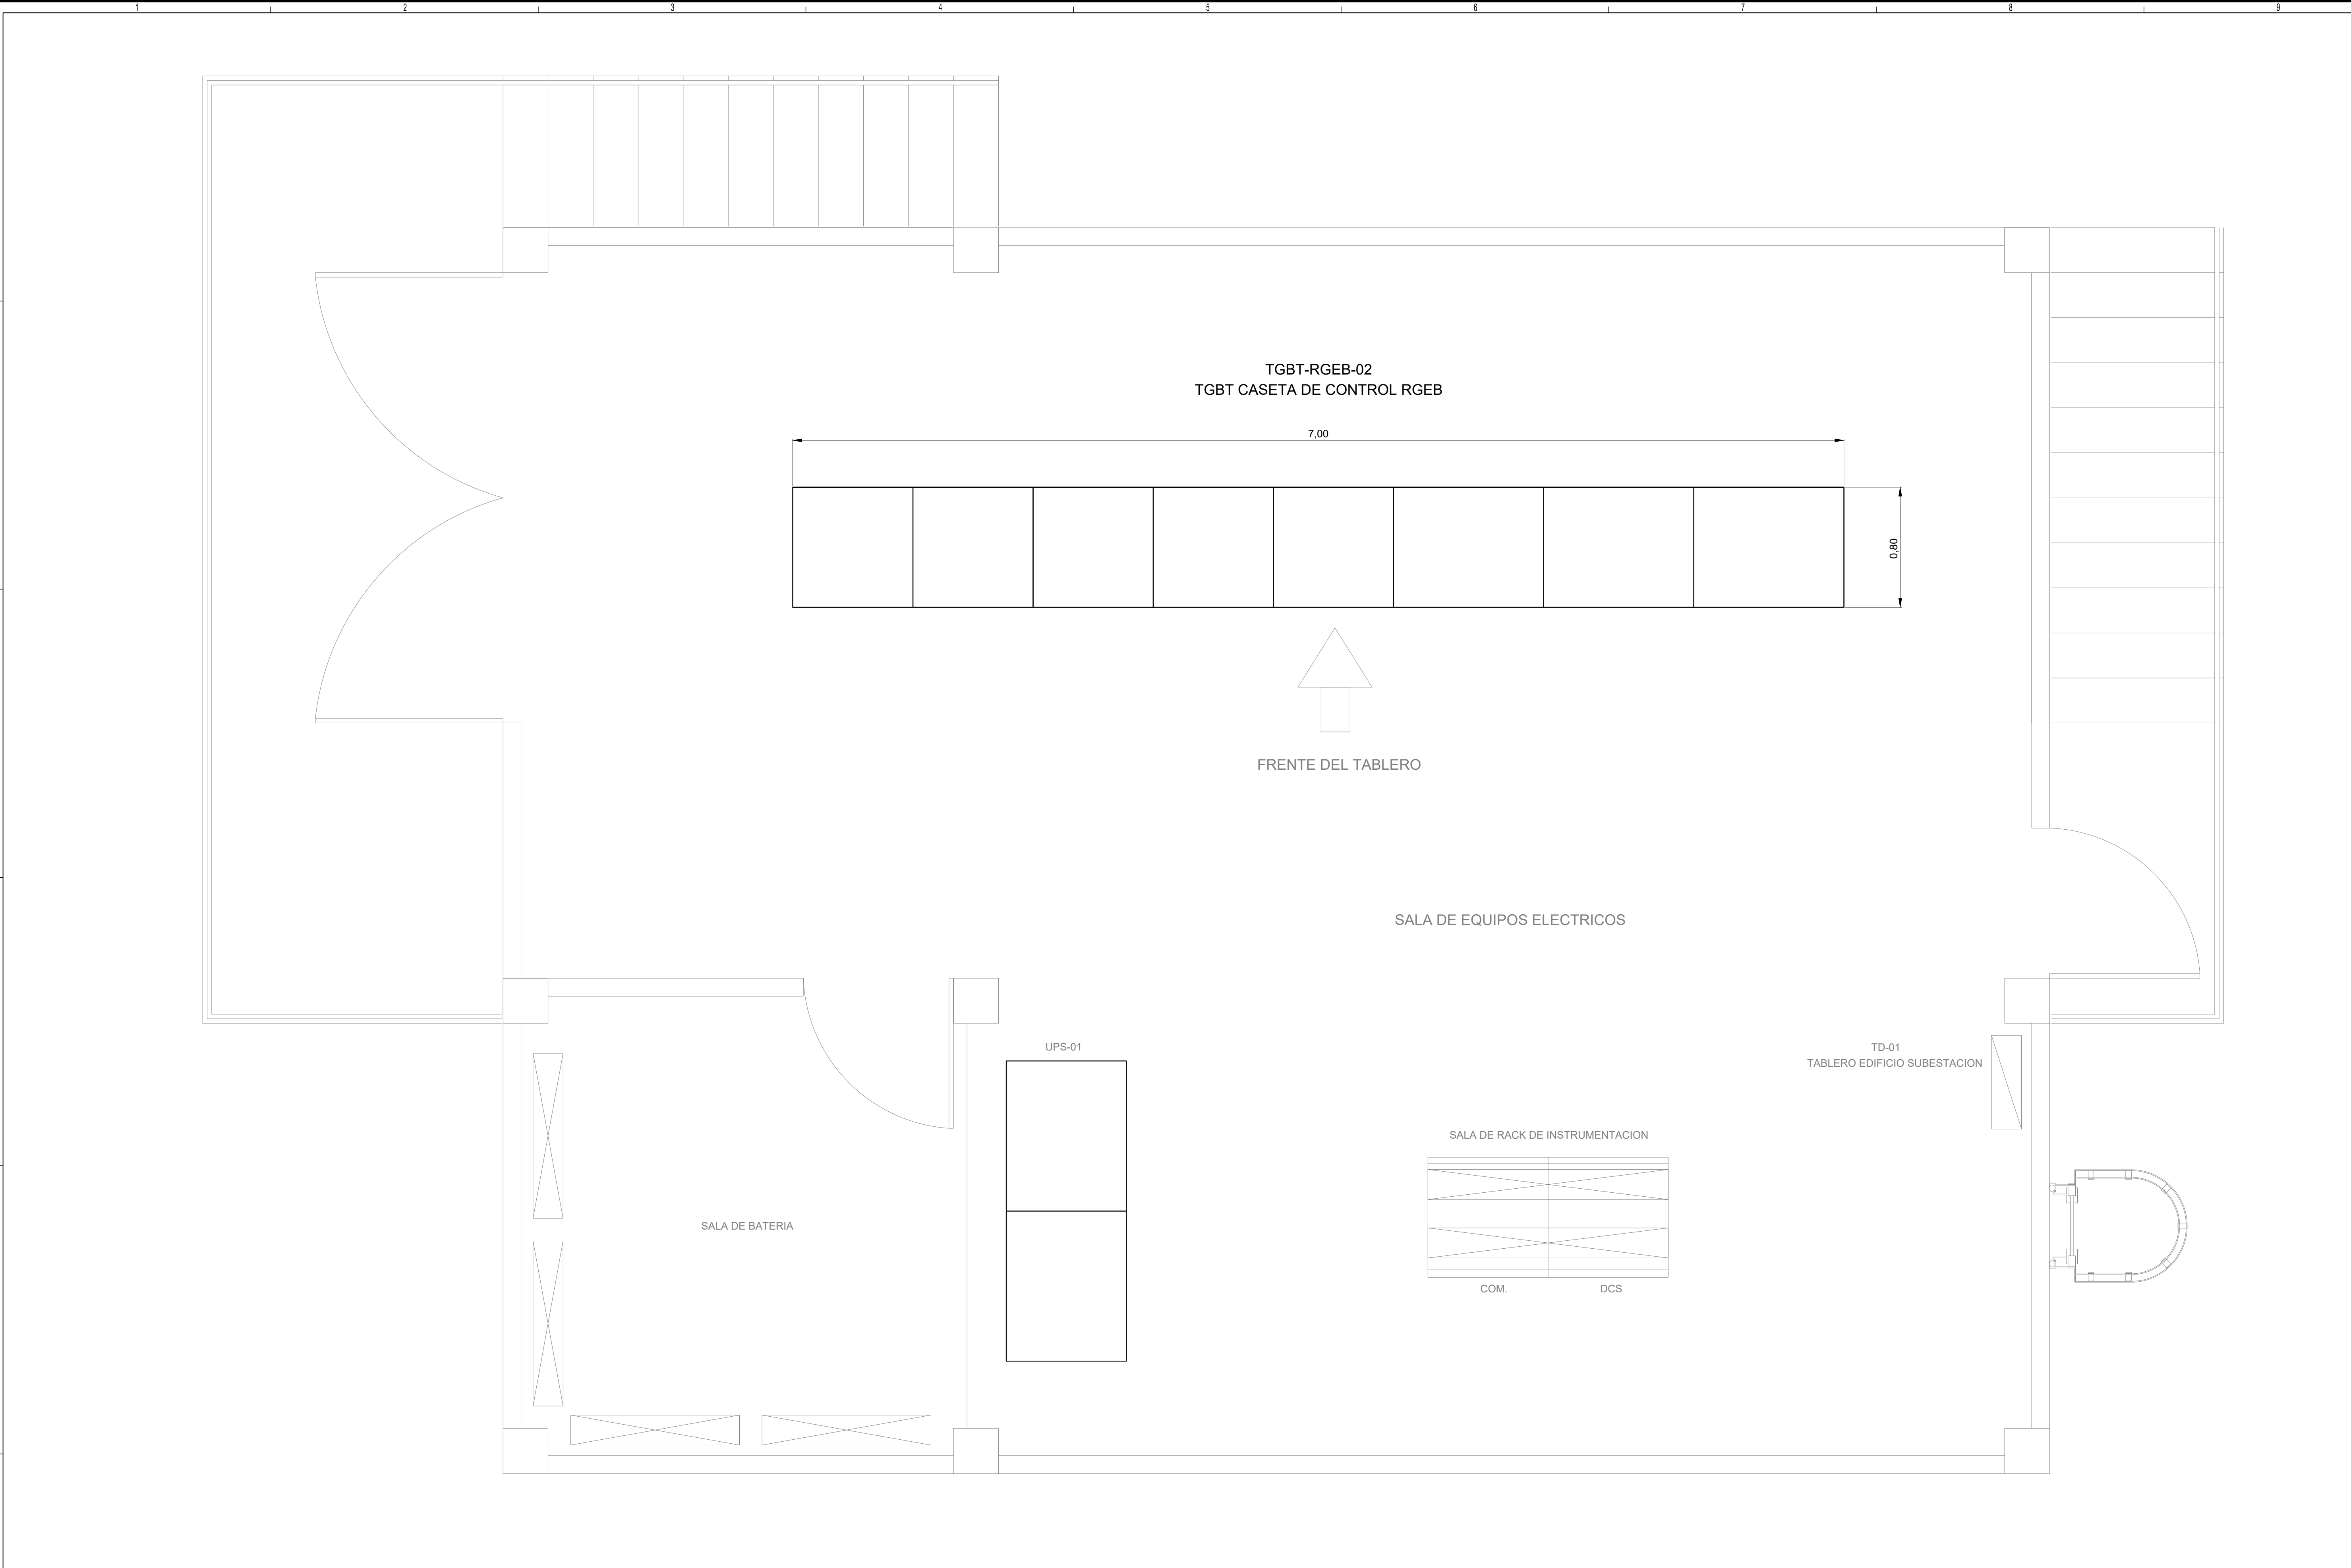 1 2 3 4 5 6 7 8 9
TGBT-RGEB-02
TGBT CASETA DE CONTROL RGEB
7,00
0,80
FRENTE DEL TABLERO
SALA DE EQUIPOS ELECTRICOS
UPS-01
TD-01
TABLERO EDIFICIO SUBESTACION
SALA DE RACK DE INSTRUMENTACION
SALA DE BATERIA
COM. DCS